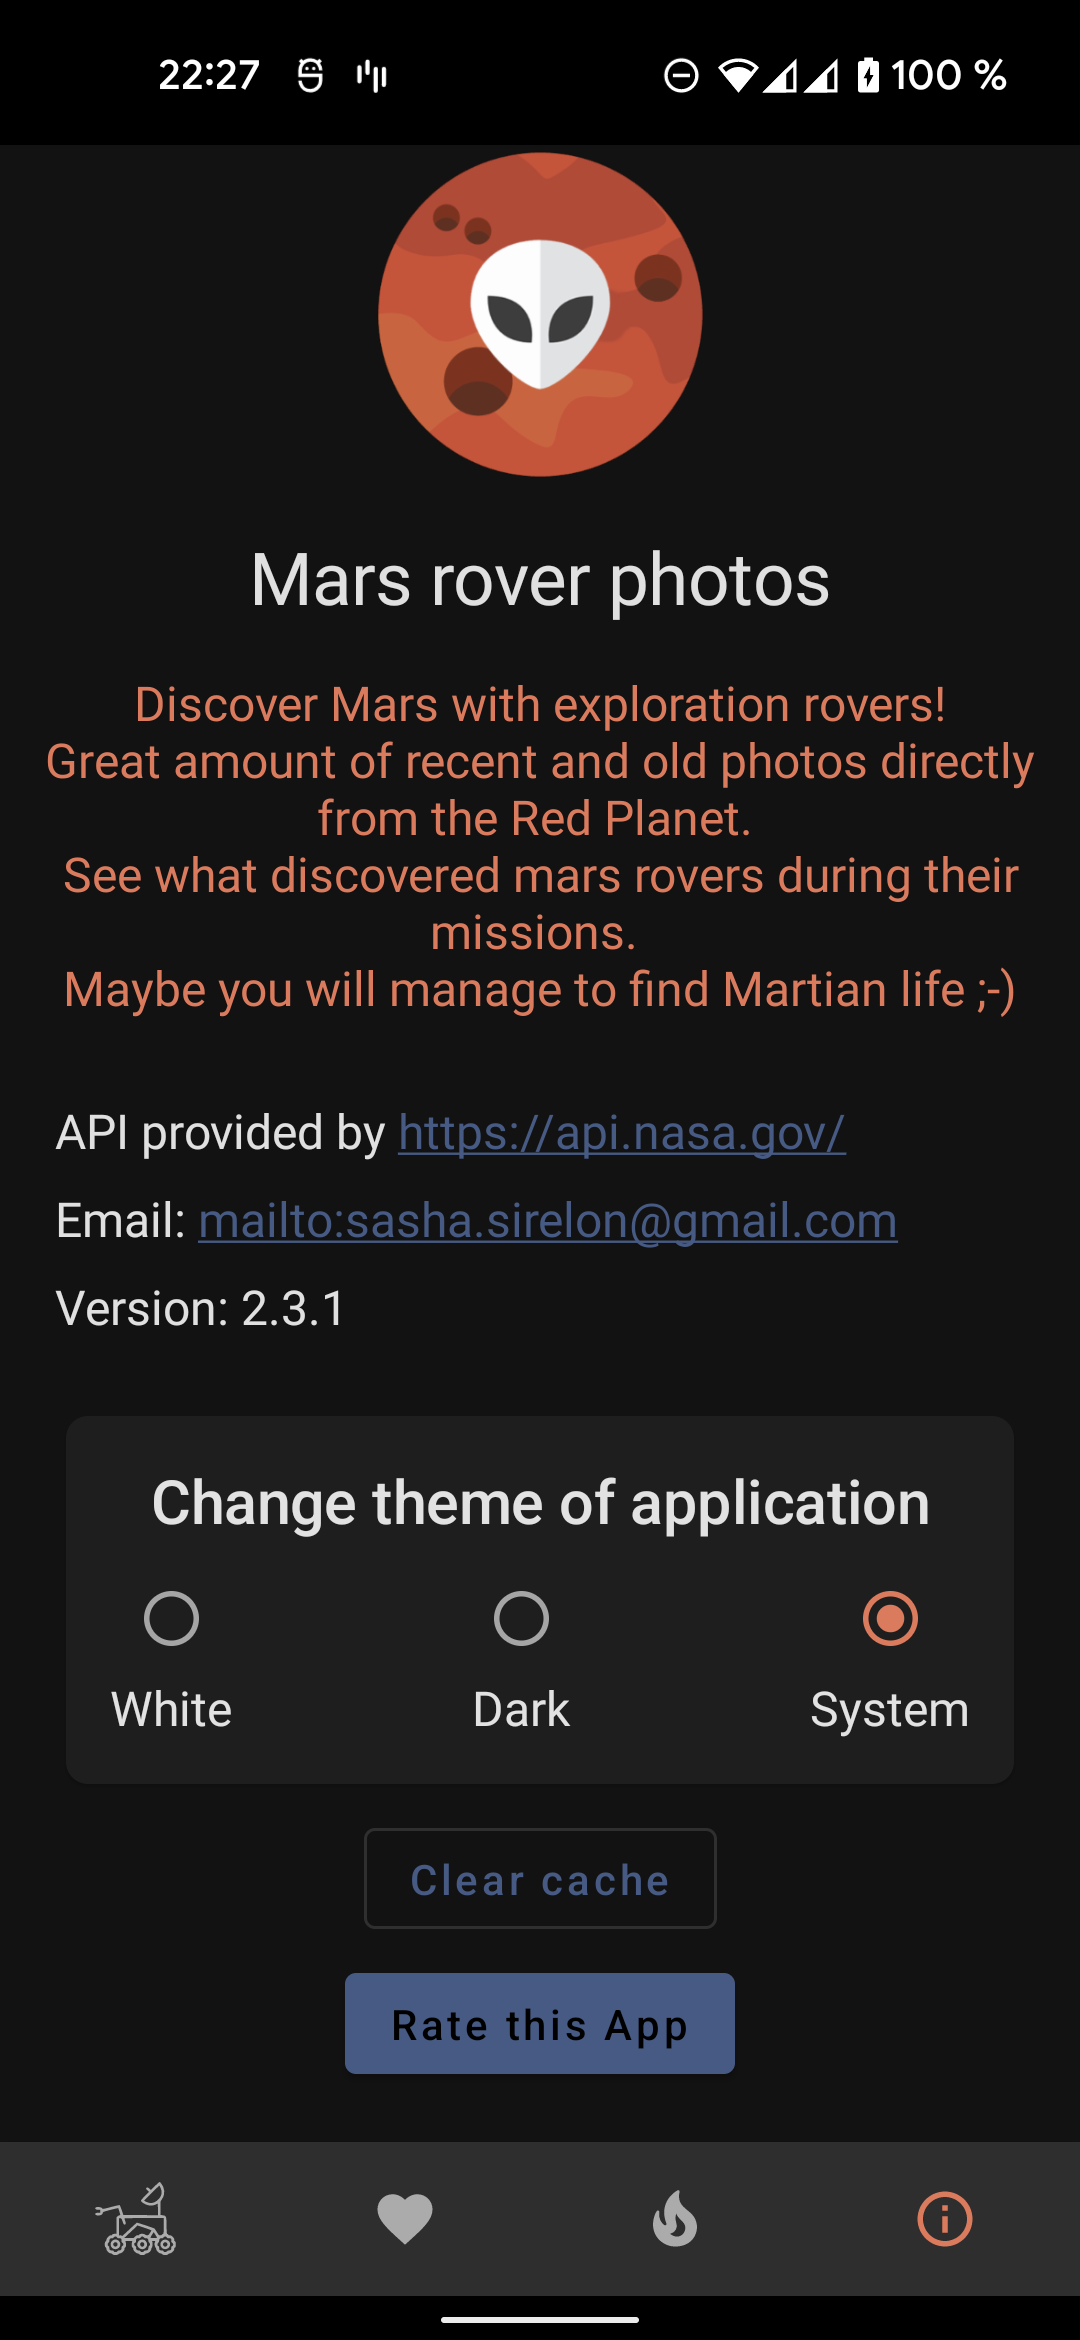 22:27
100 %
Mars rover photos
Discover Mars with exploration rovers!
Great amount of recent and old photos directly
from the Red Planet.
See what discovered mars rovers during their
missions.
Maybe you will manage to find Martian life ;-)
API provided by https://api.nasa.gov/
Email: mailto:sasha.sirelon@gmail.com
Version: 2.3.1
Change theme of application
White Dark System
Clear cache
Rate this App